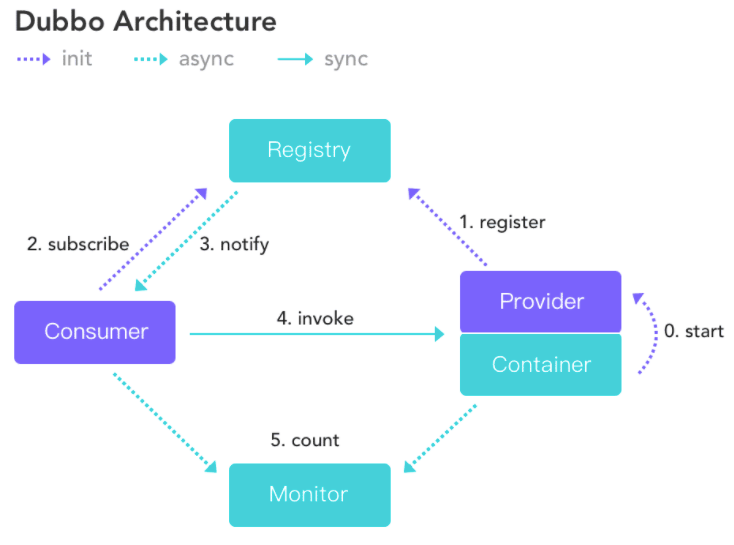 Dubbo Architecture
init async sync
Registry
1. register
2. subscribe 3. notify
Provider
4. invoke
Consumer
0. start
Container
5. count
Monitor